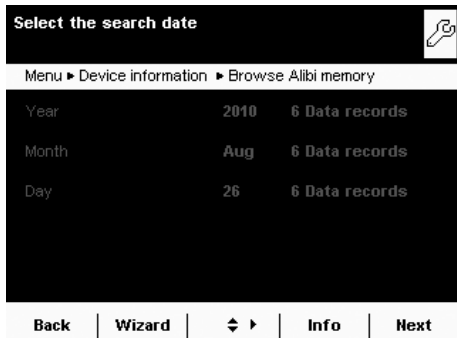 Select the search date
Menu ▸ Device information ▸ Browse Alibi memory
Year 2010 6 Data records
Month Aug 6 Data records
Day 26 6 Data records
Back Wizard Info Next